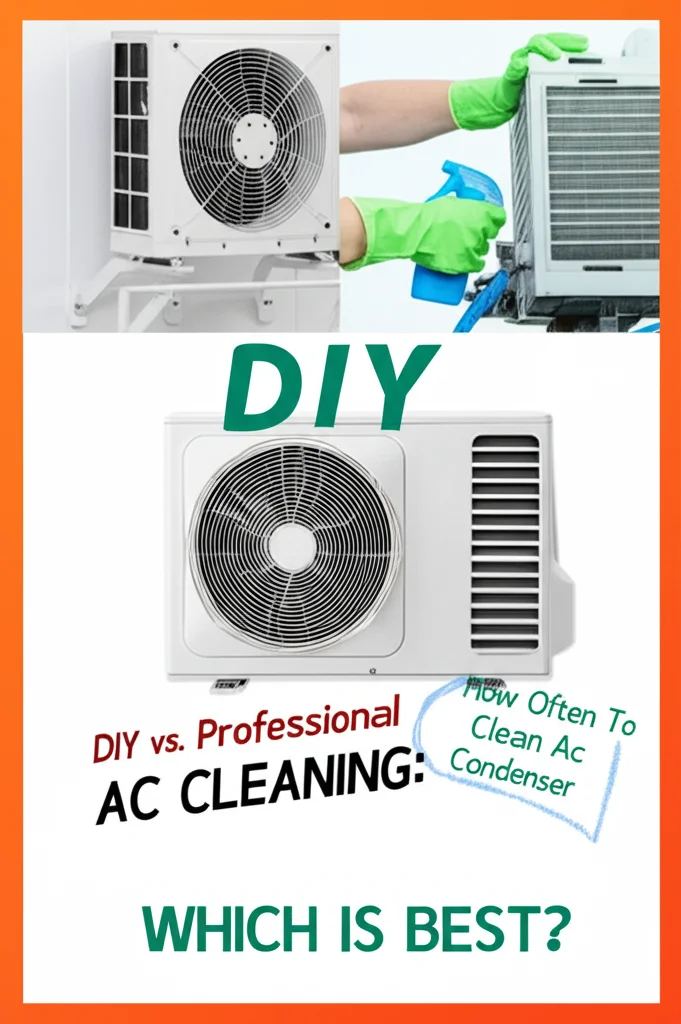 DIY
DIY vs. Professional
AC CLEANING:
How Often To
Clean Ac
Condenser
WHICH IS BEST?